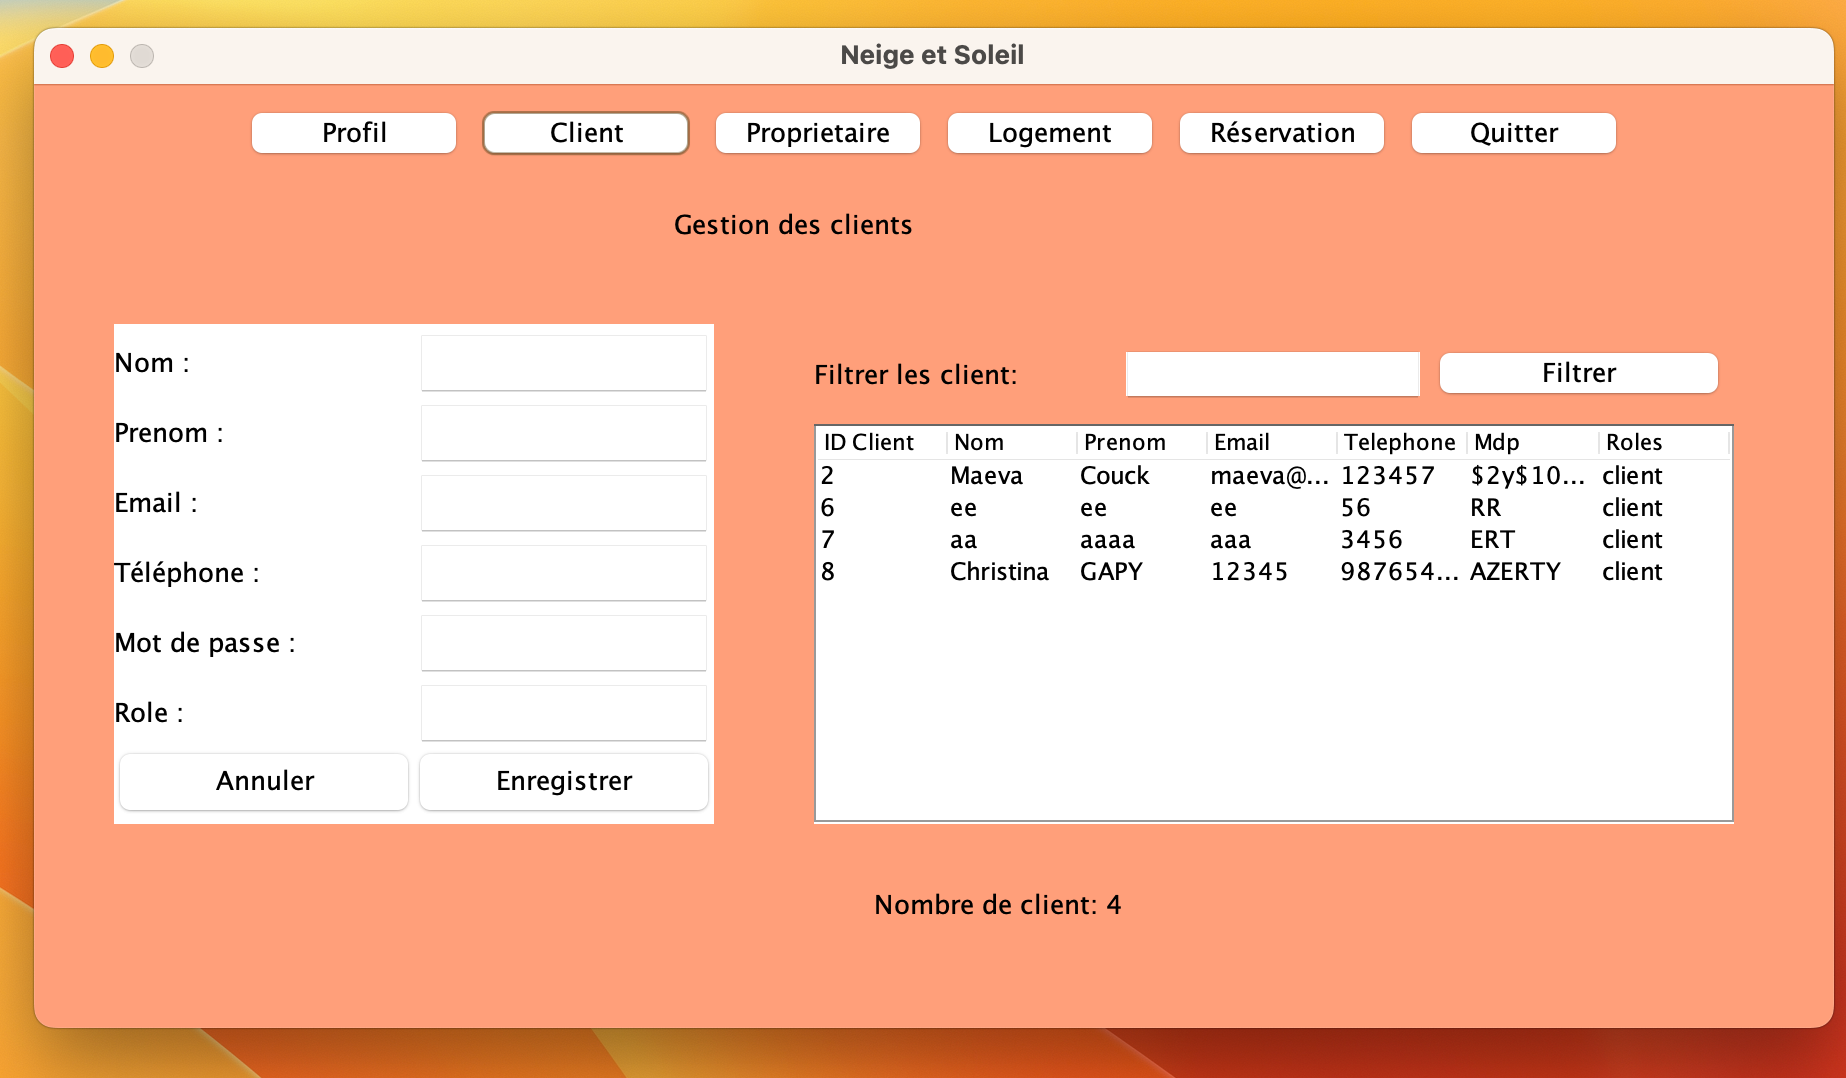 Neige et Soleil
Profil Client Proprietaire Logement Réservation Quitter
Gestion des clients
Nom :
Prenom :
Email :
Téléphone :
Mot de passe :
Role :
Annuler Enregistrer
Filtrer les client: Filtrer
ID Client Nom Prenom Email Telephone Mdp Roles
2 Maeva Couck maeva@... 123457 $2y$10... client
6 ee ee ee 56 RR client
7 aa aaaa aaa 3456 ERT client
8 Christina GAPY 12345 987654... AZERTY client
Nombre de client: 4